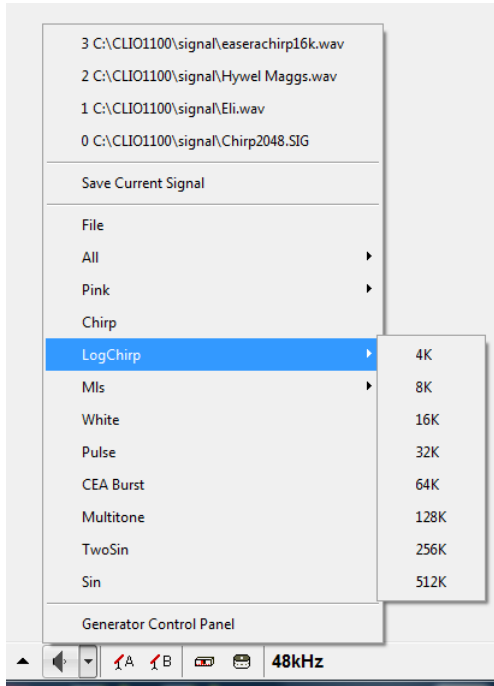 3 C:\CLIO1100\signal\easerachirp16k.wav
2 C:\CLIO1100\signal\Hywel Maggs.wav
1 C:\CLIO1100\signal\Eli.wav
0 C:\CLIO1100\signal\Chirp2048.SIG
Save Current Signal
File
All
Pink
Chirp
LogChirp
Mls
White
Pulse
CEA Burst
Multitone
TwoSin
Sin
Generator Control Panel
4K
8K
16K
32K
64K
128K
256K
512K
A B 48kHz